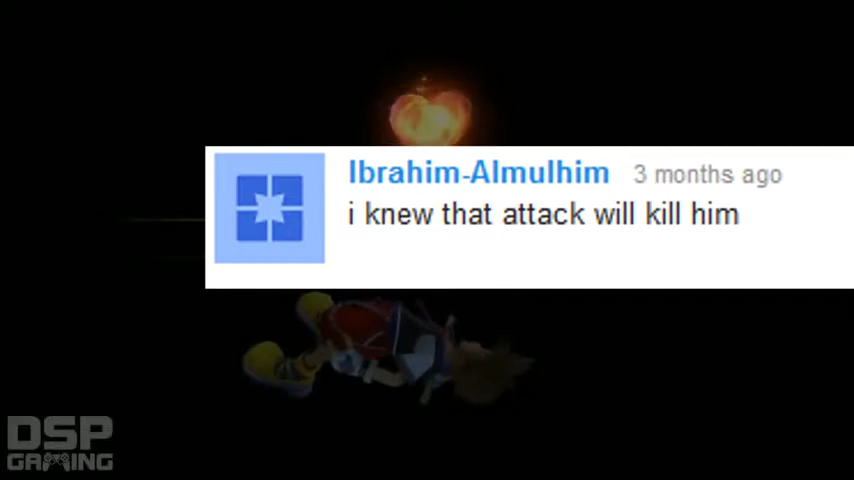 Ibrahim-Almulhim 3 months ago
i knew that attack will kill him
DSP
GAMING